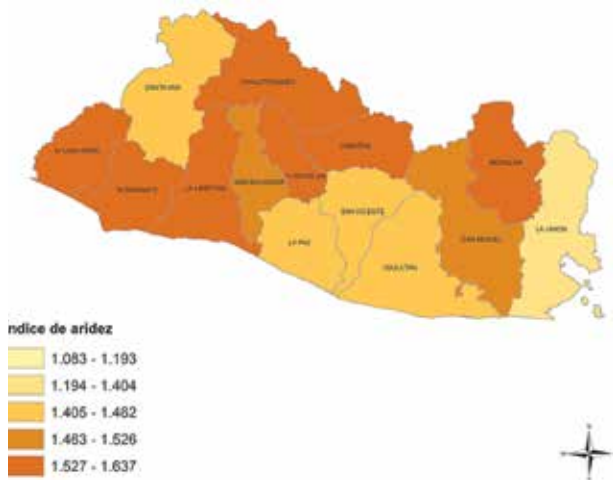 CHALATENANGO
SANTA ANA
CABAÑAS
MORAZAN
AHUACHAPAN
SONSONATE
LA LIBERTAD
SAN SALVADOR
CUSCATLAN
SAN VICENTE
LA PAZ
USULUTAN
SAN MIGUEL
LA UNION
ndice de aridez
1.083 - 1.193
1.194 - 1.404
1.405 - 1.482
1.483 - 1.526
1.527 - 1.637